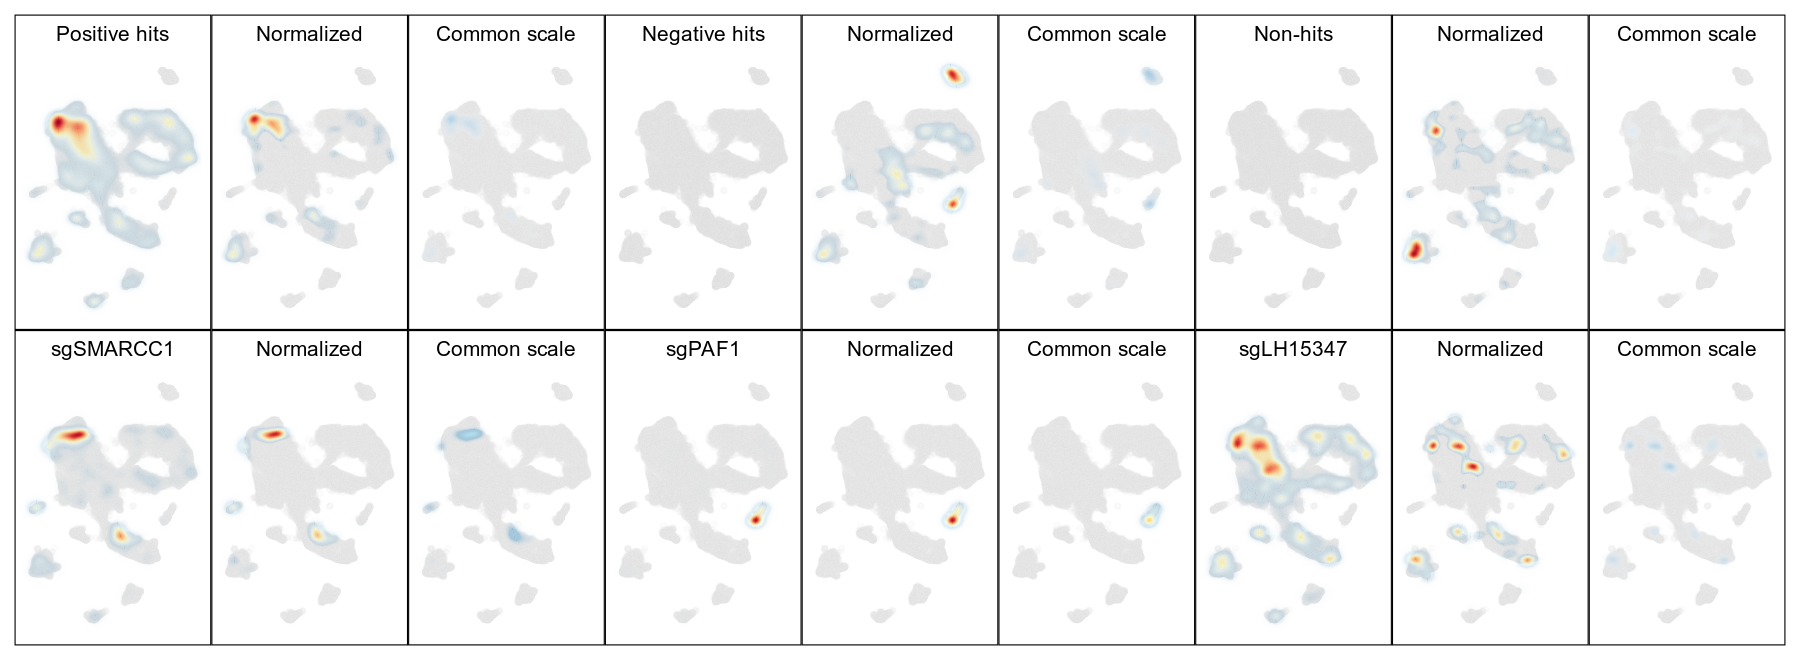 Positive hits
Normalized
Common scale
Negative hits
Normalized
Common scale
Non-hits
Normalized
Common scale
sgSMARCC1
Normalized
Common scale
sgPAF1
Normalized
Common scale
sgLH15347
Normalized
Common scale